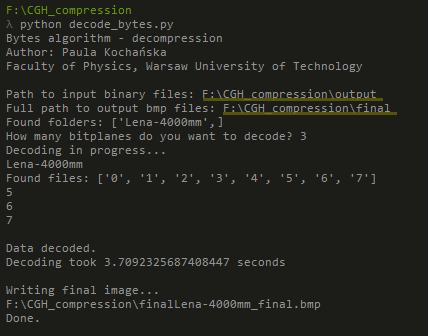 F:\CGH_compression
λ python decode_bytes.py
Bytes algorithm - decompression
Author: Paula Kochańska
Faculty of Physics, Warsaw University of Technology
Path to input binary files: F:\CGH_compression\output
Full path to output bmp files: F:\CGH_compression\final
Found folders: ['Lena-4000mm',]
How many bitplanes do you want to decode? 3
Decoding in progress...
Lena-4000mm
Found files: ['0', '1', '2', '3', '4', '5', '6', '7']
5
6
7
Data decoded.
Decoding took 3.7092325687408447 seconds
Writing final image...
F:\CGH_compression\finalLena-4000mm_final.bmp
Done.